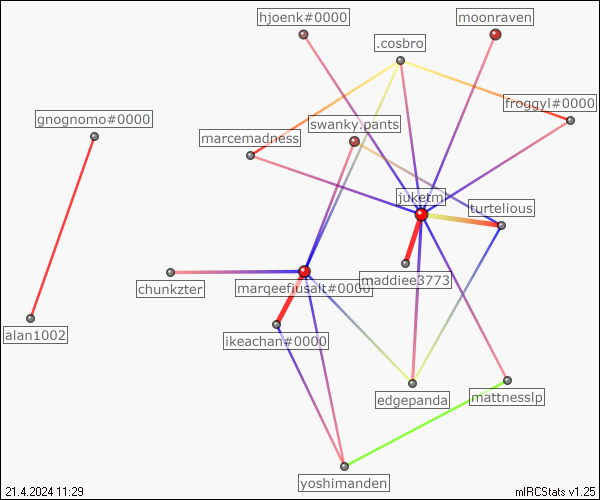 hjoenk#0000
moonraven
.cosbro
froggyl#0000
gnognomo#0000
swanky.pants
marcemadness
juketm
turtelious
maddiee3773
chunkzter
marqeefiusalt#0000
alan1002
ikeachan#0000
edgepanda
mattnesslp
yoshimanden
21.4.2024 11:29
mIRCStats v1.25